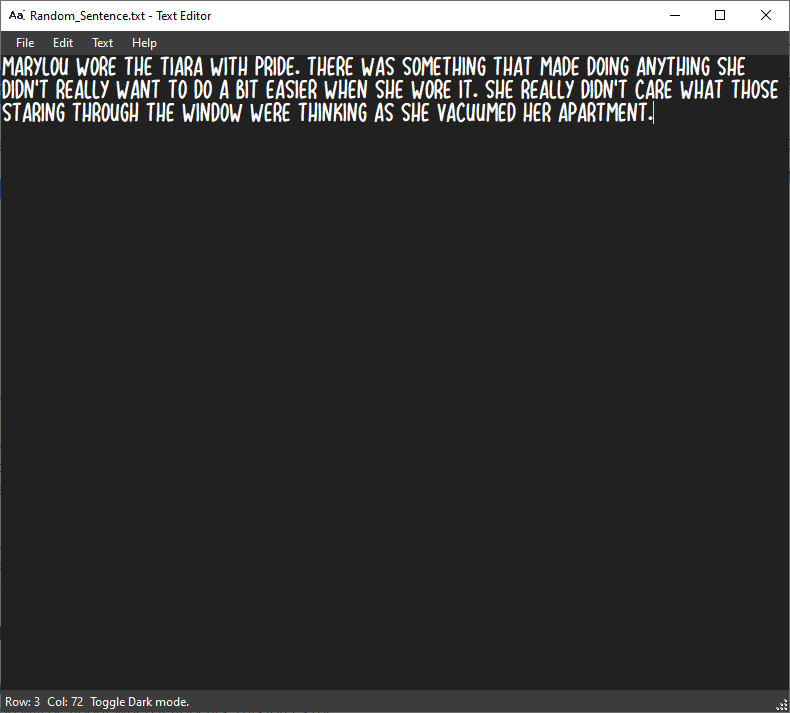 Aa Random_Sentence.txt - Text Editor
File Edit Text Help
MARYLOU WORE THE TIARA WITH PRIDE. THERE WAS SOMETHING THAT MADE DOING ANYTHING SHE
DIDN'T REALLY WANT TO DO A BIT EASIER WHEN SHE WORE IT. SHE REALLY DIDN'T CARE WHAT THOSE
STARING THROUGH THE WINDOW WERE THINKING AS SHE VACUUMED HER APARTMENT.
Row: 3 Col: 72 Toggle Dark mode.